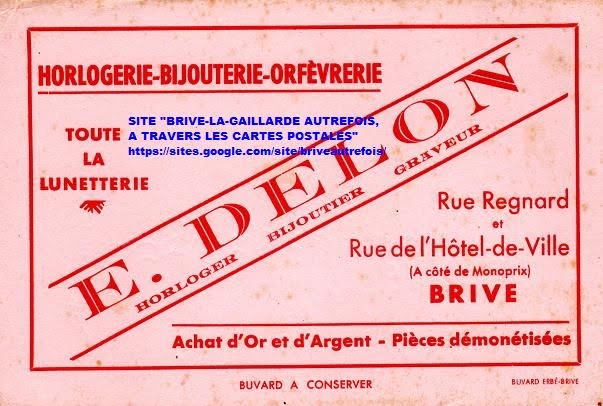 HORLOGERIE-BIJOUTERIE-ORFÈVRERIE
SITE "BRIVE-LA-GAILLARDE AUTREFOIS,
A TRAVERS LES CARTES POSTALES"
https://sites.google.com/site/briveautrefois/
TOUTE
LA
LUNETTERIE
E. DELON
HORLOGER BIJOUTIER GRAVEUR
Rue Regnard
et
Rue de l'Hôtel-de-Ville
(A côté de Monoprix)
BRIVE
Achat d'Or et d'Argent - Pièces démonétisées
BUVARD A CONSERVER
BUVARD ERBÉ-BRIVE